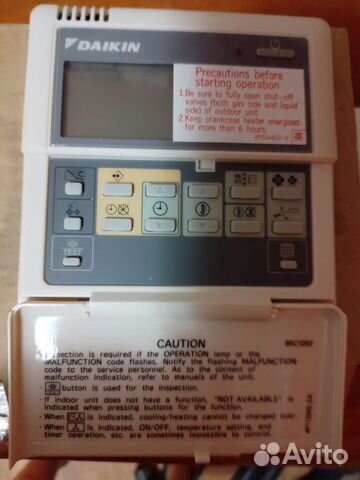 DAIKIN
Precautions before
starting operation
1.Be sure to fully open shut-off
valves (both gas side and liquid
side) of outdoor unit.
2.Keep crankcase heater energized
for more than 6 hours.
TEST
CAUTION
BRC1C52
Inspection is required if the OPERATION lamp or the
MALFUNCTION code flashes. Notify the flashing MALFUNCTION
code to the service personnel. As to the content of
malfunction indication, refer to manuals of the unit.
TEST button is used for the inspection.
- If indoor unit does not have a function, "NOT AVAILABLE" is
indicated when pressing buttons for the function.
- When is indicated, cooling/heating cannot be changed over.
- When is indicated, ON/OFF, temperature setting, and
timer operation, etc. are sometimes impossible to control.
Avito